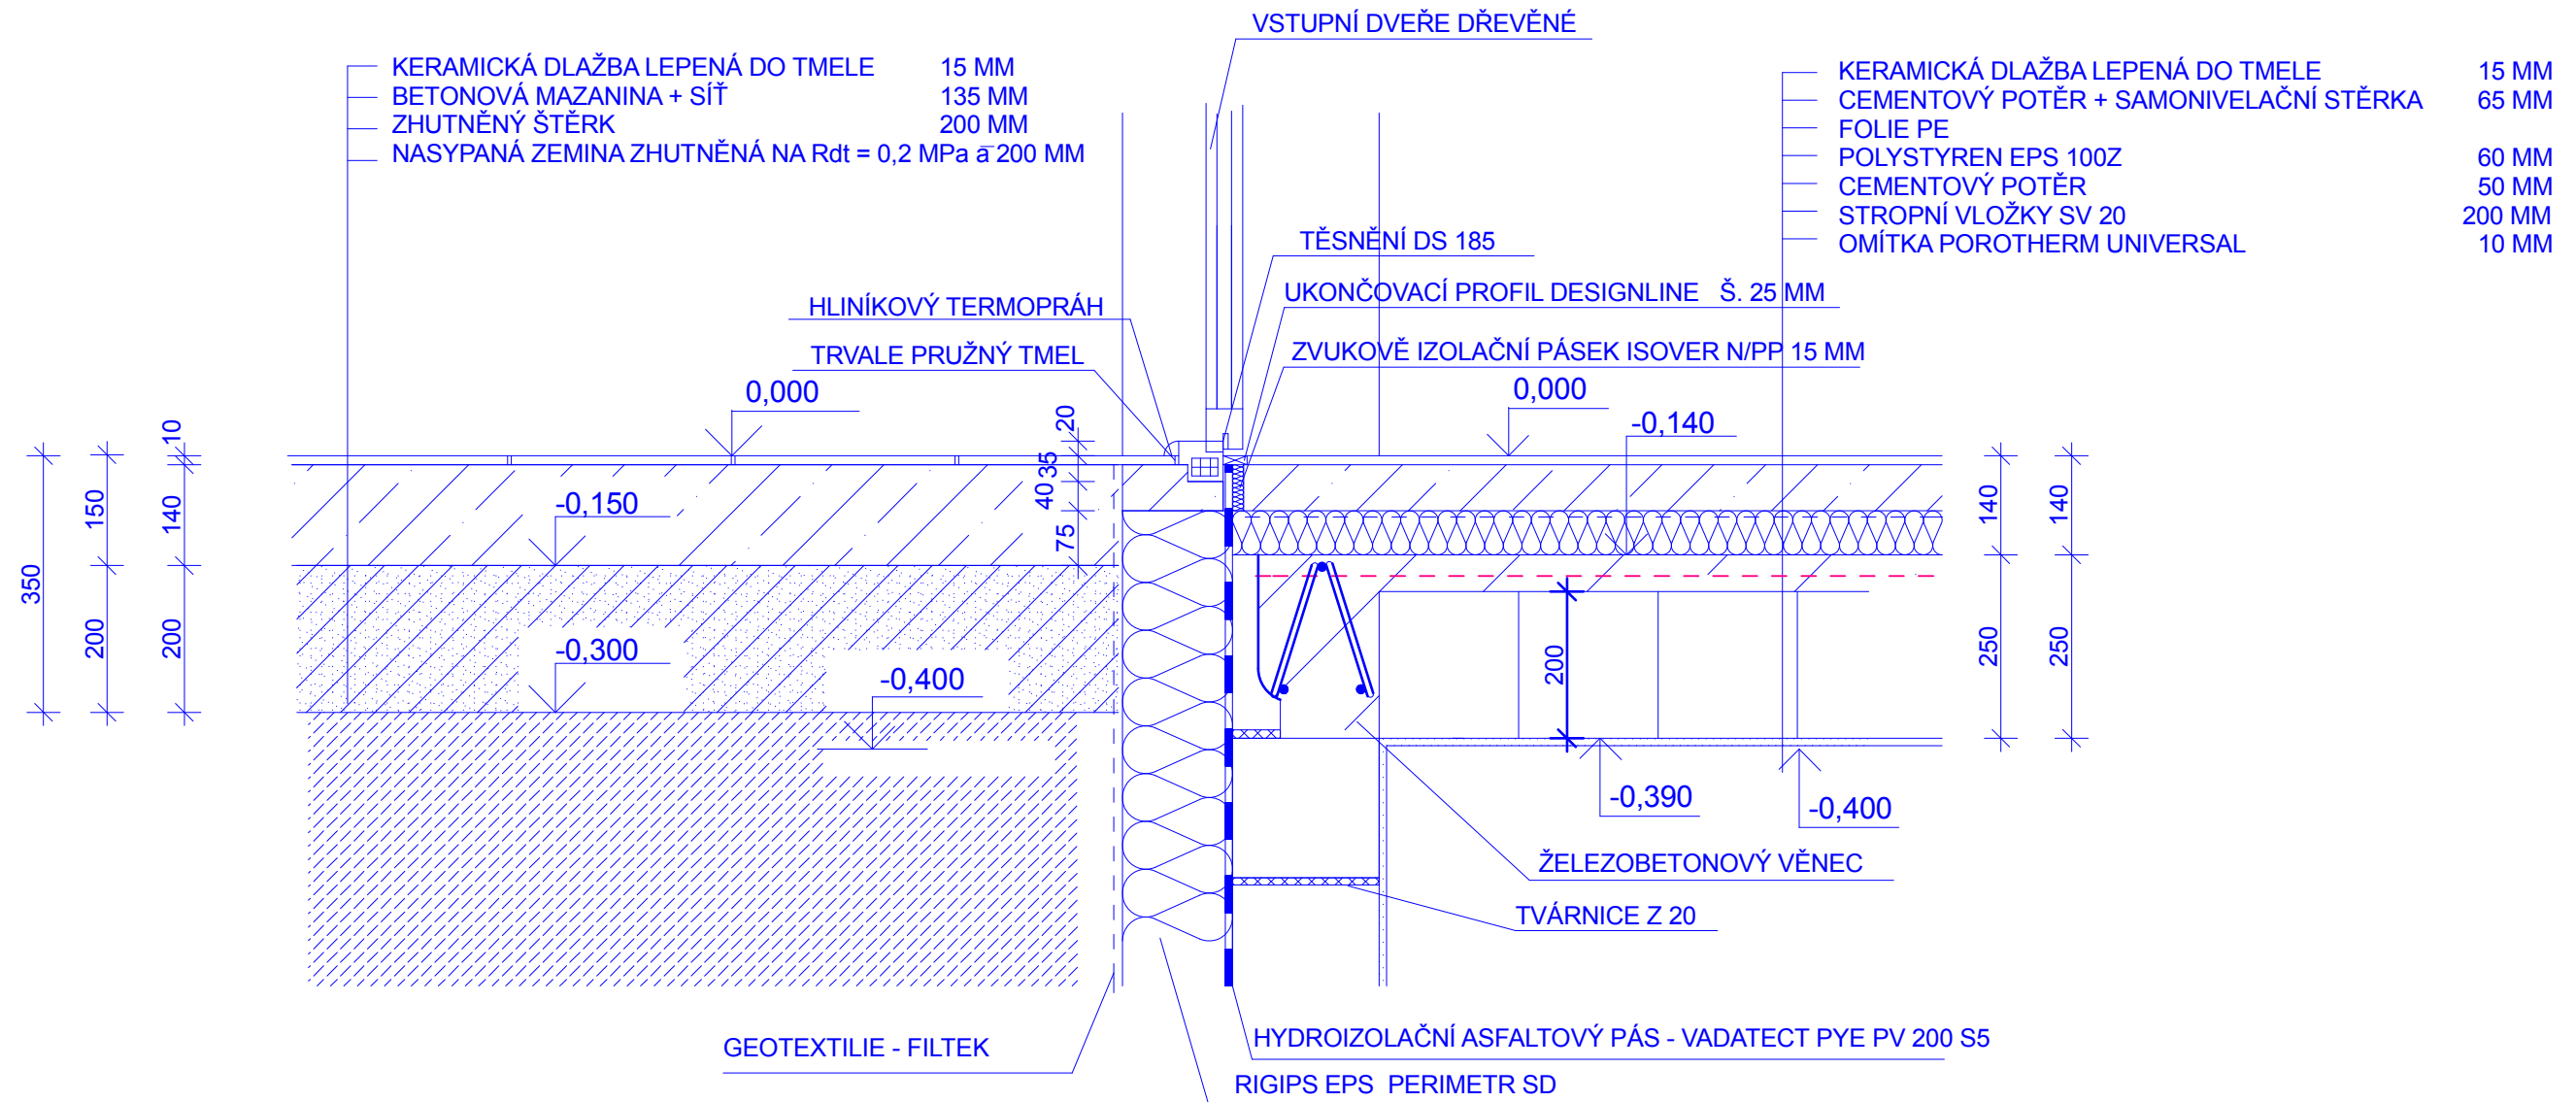 VSTUPNÍ DVEŘE DŘEVĚNÉ
KERAMICKÁ DLAŽBA LEPENÁ DO TMELE 15 MM
BETONOVÁ MAZANINA + SÍŤ 135 MM
ZHUTNĚNÝ ŠTĚRK 200 MM
NASYPANÁ ZEMINA ZHUTNĚNÁ NA Rdt = 0,2 MPa a 200 MM
KERAMICKÁ DLAŽBA LEPENÁ DO TMELE 15 MM
CEMENTOVÝ POTĚR + SAMONIVELAČNÍ STĚRKA 65 MM
FOLIE PE
POLYSTYREN EPS 100Z 60 MM
CEMENTOVÝ POTĚR 50 MM
STROPNÍ VLOŽKY SV 20 200 MM
OMÍTKA POROTHERM UNIVERSAL 10 MM
TĚSNĚNÍ DS 185
UKONČOVACÍ PROFIL DESIGNLINE Š. 25 MM
HLINÍKOVÝ TERMOPRÁH
TRVALE PRUŽNÝ TMEL
ZVUKOVĚ IZOLAČNÍ PÁSEK ISOVER N/PP 15 MM
0,000
0,000
-0,140
-0,150
-0,300
-0,400
-0,390
-0,400
350
150
200
10
140
200
20
35
40
75
200
140
250
140
250
ŽELEZOBETONOVÝ VĚNEC
TVÁRNICE Z 20
GEOTEXTILIE - FILTEK
HYDROIZOLAČNÍ ASFALTOVÝ PÁS - VADATECT PYE PV 200 S5
RIGIPS EPS PERIMETR SD